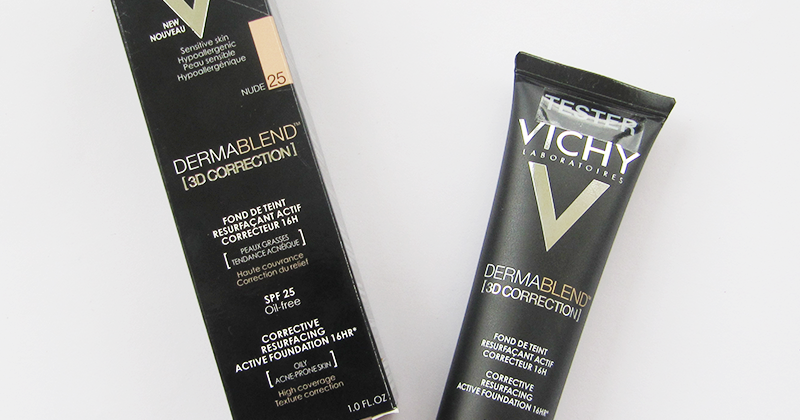 NEW
NOUVEAU
Sensitive skin
Hypoallergenic
Peau sensible
Hypoallergénique
NUDE 25
DERMABLEND™
[3D CORRECTION]
FOND DE TEINT
RESURFAÇANT ACTIF
CORRECTEUR 16H
[PEAUX GRASSES
TENDANCE ACNÉIQUE]
Haute couvrance
Correction du relief
SPF 25
Oil-free
CORRECTIVE
RESURFACING
ACTIVE FOUNDATION 16HR*
[OILY
ACNE-PRONE SKIN]
High coverage
Texture correction
1.0 FL.OZ.
TESTER
VICHY
LABORATOIRES
DERMABLEND™
[3D CORRECTION]
FOND DE TEINT
RESURFAÇANT ACTIF
CORRECTEUR 16H
CORRECTIVE
RESURFACING
ACTIVE FOUNDATION 16HR*